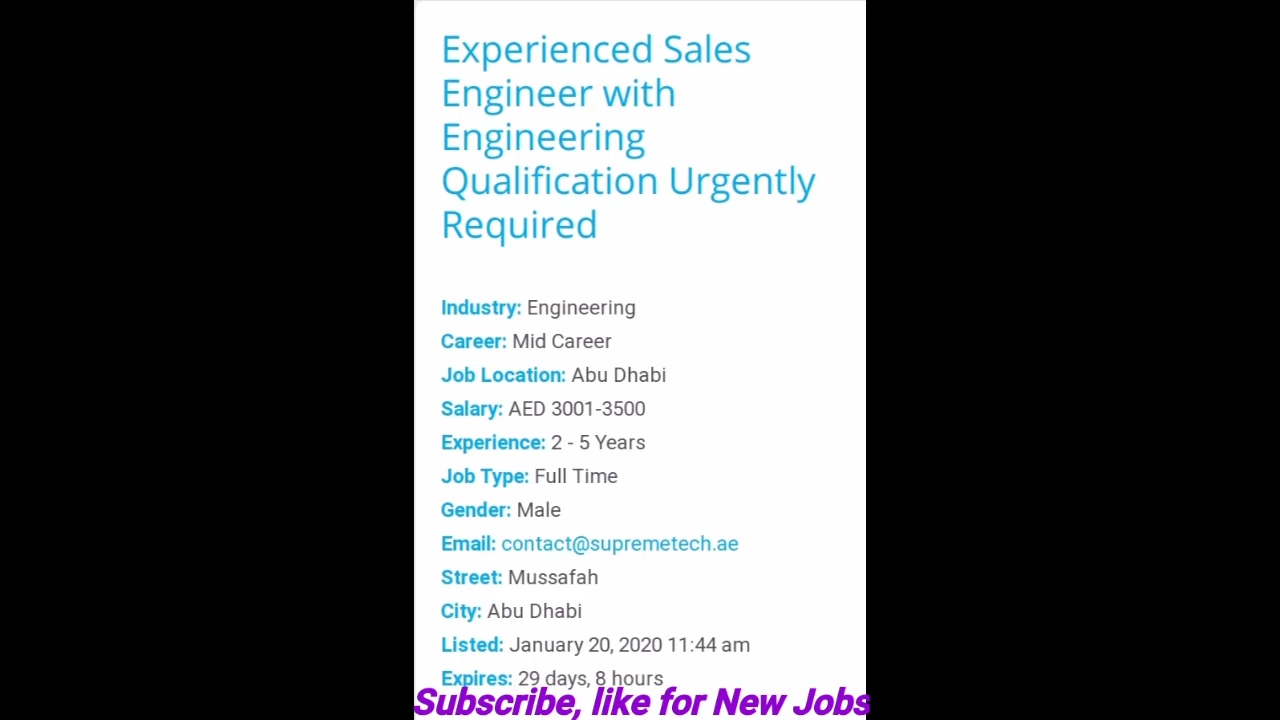 Experienced Sales
Engineer with
Engineering
Qualification Urgently
Required
Industry: Engineering
Career: Mid Career
Job Location: Abu Dhabi
Salary: AED 3001-3500
Experience: 2 - 5 Years
Job Type: Full Time
Gender: Male
Email: contact@supremetech.ae
Street: Mussafah
City: Abu Dhabi
Listed: January 20, 2020 11:44 am
Expires: 29 days, 8 hours
Subscribe, like for New Jobs